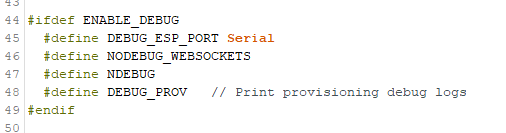 43
44 #ifdef ENABLE_DEBUG
45   #define DEBUG_ESP_PORT Serial
46   #define NODEBUG_WEBSOCKETS
47   #define NDEBUG
48   #define DEBUG_PROV   // Print provisioning debug logs
49 #endif
50